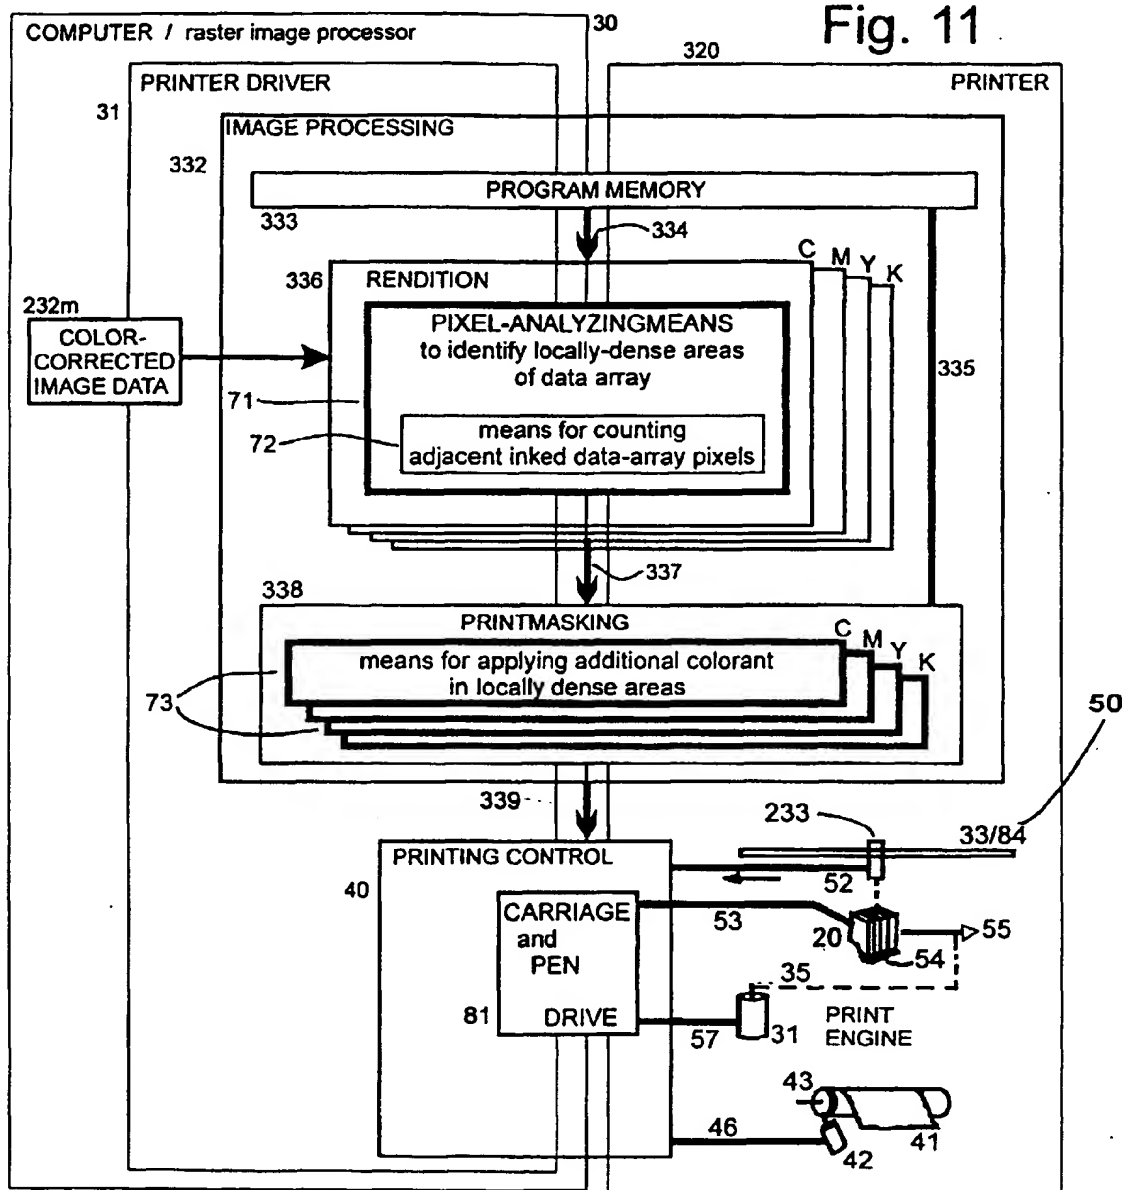 Fig. 11
30
COMPUTER / raster image processor
320
PRINTER DRIVER
PRINTER
31
IMAGE PROCESSING
332
PROGRAM MEMORY
333
334
C
M
Y
K
336
RENDITION
232m
COLOR-
CORRECTED
IMAGE DATA
PIXEL-ANALYZINGMEANS
to identify locally-dense areas
of data array
335
71
72
means for counting
adjacent inked data-array pixels
337
338
PRINTMASKING
C
M
Y
K
means for applying additional colorant
in locally dense areas
73
50
339
233
33/84
PRINTING CONTROL
40
52
CARRIAGE
and
PEN
DRIVE
53
20
54
55
35
81
57
31
PRINT
ENGINE
43
46
42
41